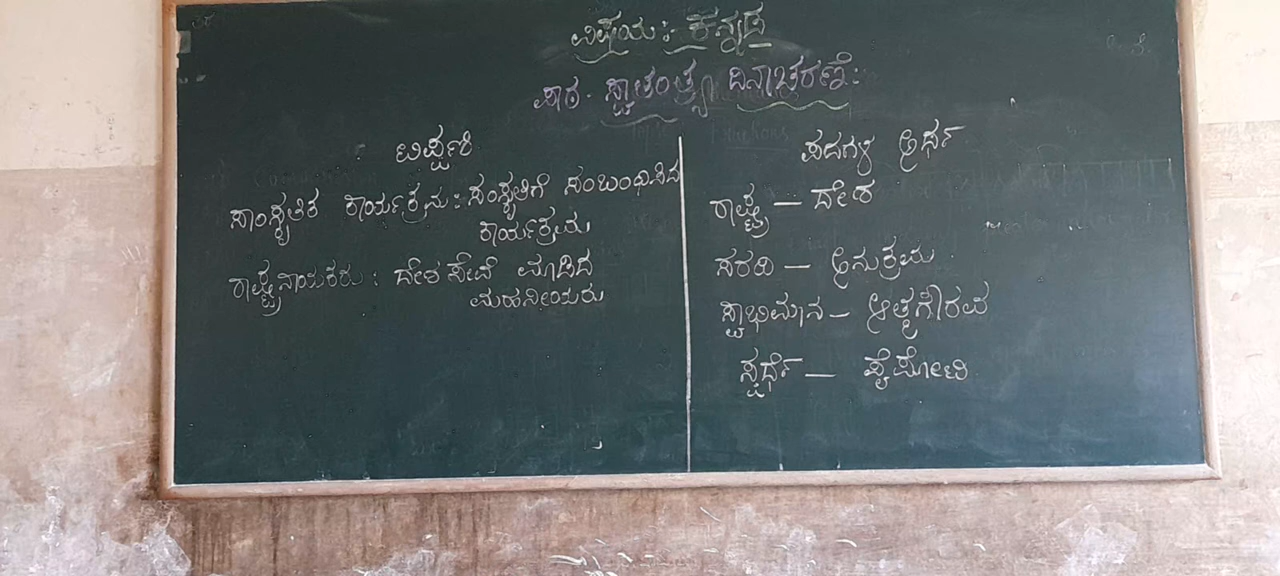 ವಿಷಯ : ಕನ್ನಡ
ಪಾಠ - ಸ್ವಾತಂತ್ರ್ಯ ದಿನಾಚರಣೆ :
ಟಿಪ್ಪಣಿ
ಸಾಂಸ್ಕೃತಿಕ ಕಾರ್ಯಕ್ರಮ : ಸಂಸ್ಕೃತಿಗೆ ಸಂಬಂಧಿಸಿದ
ಕಾರ್ಯಕ್ರಮ
ರಾಷ್ಟ್ರನಾಯಕರು : ದೇಶ ಸೇವೆ ಮಾಡಿದ
ಮಹನೀಯರು
ಪದಗಳ ಅರ್ಥ
ರಾಷ್ಟ್ರ — ದೇಶ
ಸರದಿ — ಅನುಕ್ರಮ
ಸ್ವಾಭಿಮಾನ — ಆತ್ಮಗೌರವ
ಸ್ಪರ್ಧೆ — ಪೈಪೋಟಿ